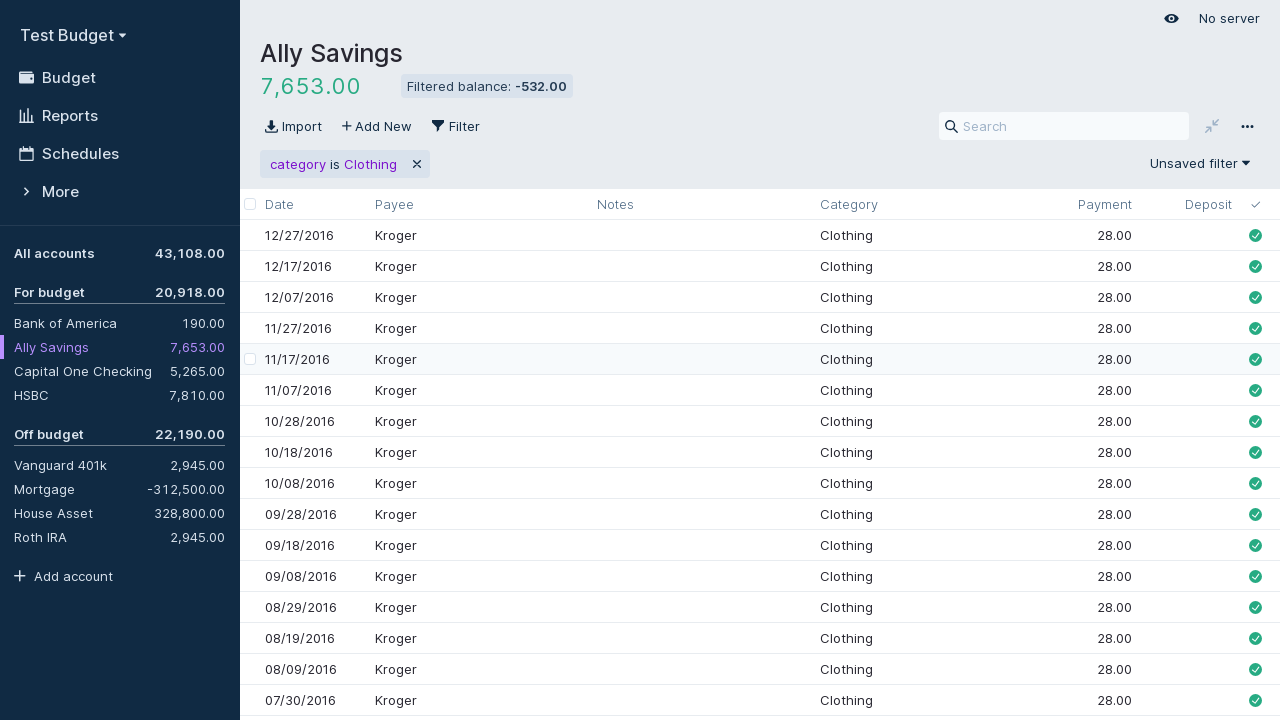 Test Budget
Budget
Reports
Schedules
More
All accounts 43,108.00
For budget 20,918.00
Bank of America 190.00
Ally Savings 7,653.00
Capital One Checking 5,265.00
HSBC 7,810.00
Off budget 22,190.00
Vanguard 401k 2,945.00
Mortgage -312,500.00
House Asset 328,800.00
Roth IRA 2,945.00
Add account
No server
Ally Savings
7,653.00 Filtered balance: -532.00
Import Add New Filter Search
category is Clothing Unsaved filter
Date Payee Notes Category Payment Deposit
12/27/2016 Kroger Clothing 28.00
12/17/2016 Kroger Clothing 28.00
12/07/2016 Kroger Clothing 28.00
11/27/2016 Kroger Clothing 28.00
11/17/2016 Kroger Clothing 28.00
11/07/2016 Kroger Clothing 28.00
10/28/2016 Kroger Clothing 28.00
10/18/2016 Kroger Clothing 28.00
10/08/2016 Kroger Clothing 28.00
09/28/2016 Kroger Clothing 28.00
09/18/2016 Kroger Clothing 28.00
09/08/2016 Kroger Clothing 28.00
08/29/2016 Kroger Clothing 28.00
08/19/2016 Kroger Clothing 28.00
08/09/2016 Kroger Clothing 28.00
07/30/2016 Kroger Clothing 28.00